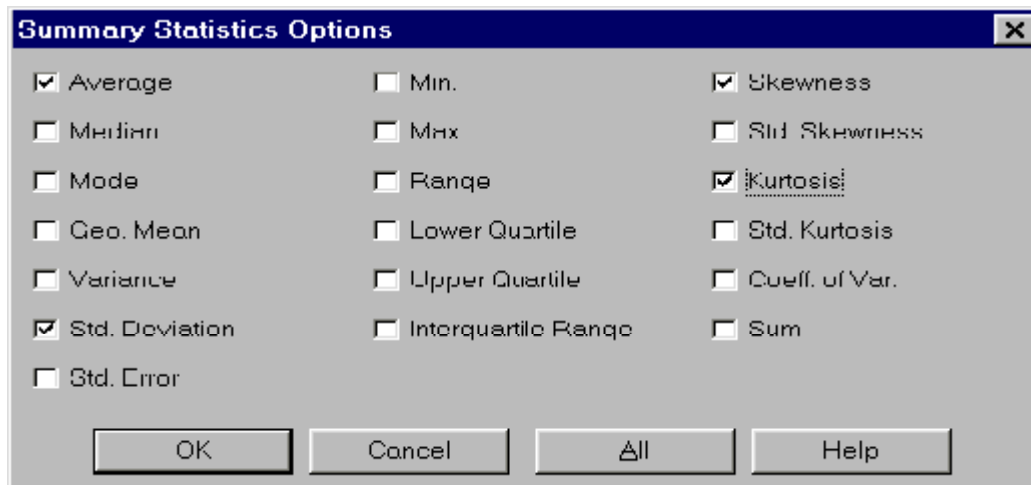 Summary Statistics Options
Average Min. Skewness
Median Max Std. Skewness
Mode Range Kurtosis
Geo. Mean Lower Quartile Std. Kurtosis
Variance Upper Quartile Coeff. of Var.
Std. Deviation Interquartile Range Sum
Std. Error
OK Cancel All Help